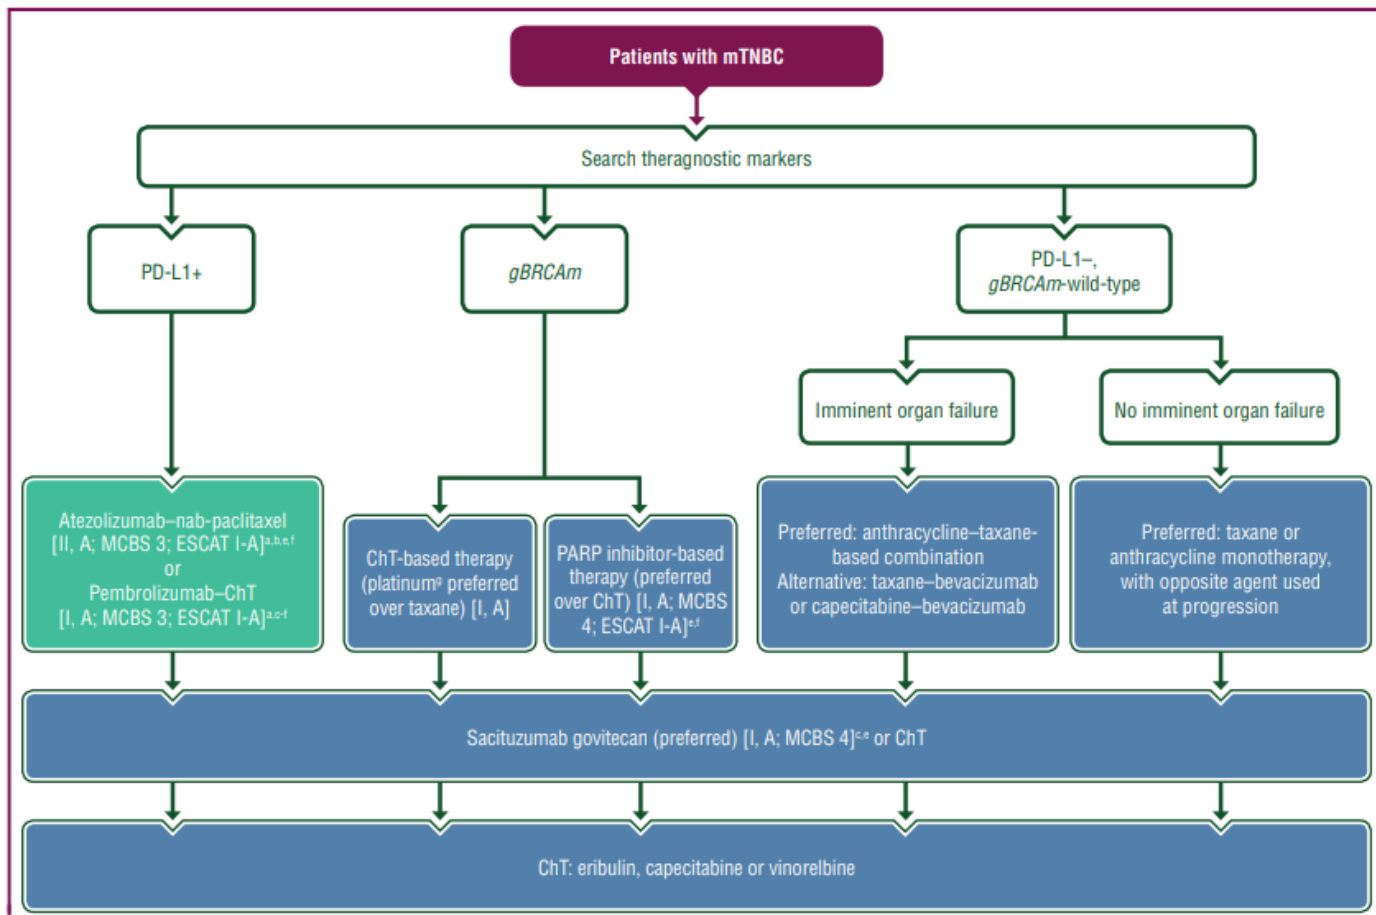 Patients with mTNBC
Search theragnostic markers
PD-L1+
gBRCAm
PD-L1–,
gBRCAm-wild-type
Imminent organ failure
No imminent organ failure
Atezolizumab–nab-paclitaxel
[II, A; MCBS 3; ESCAT I-A]a,b,e,f
or
Pembrolizumab–ChT
[I, A; MCBS 3; ESCAT I-A]a,c-f
ChT-based therapy
(platinumg preferred
over taxane) [I, A]
PARP inhibitor-based
therapy (preferred
over ChT) [I, A; MCBS
4; ESCAT I-A]e,f
Preferred: anthracycline–taxane-
based combination
Alternative: taxane–bevacizumab
or capecitabine–bevacizumab
Preferred: taxane or
anthracycline monotherapy,
with opposite agent used
at progression
Sacituzumab govitecan (preferred) [I, A; MCBS 4]c,e or ChT
ChT: eribulin, capecitabine or vinorelbine